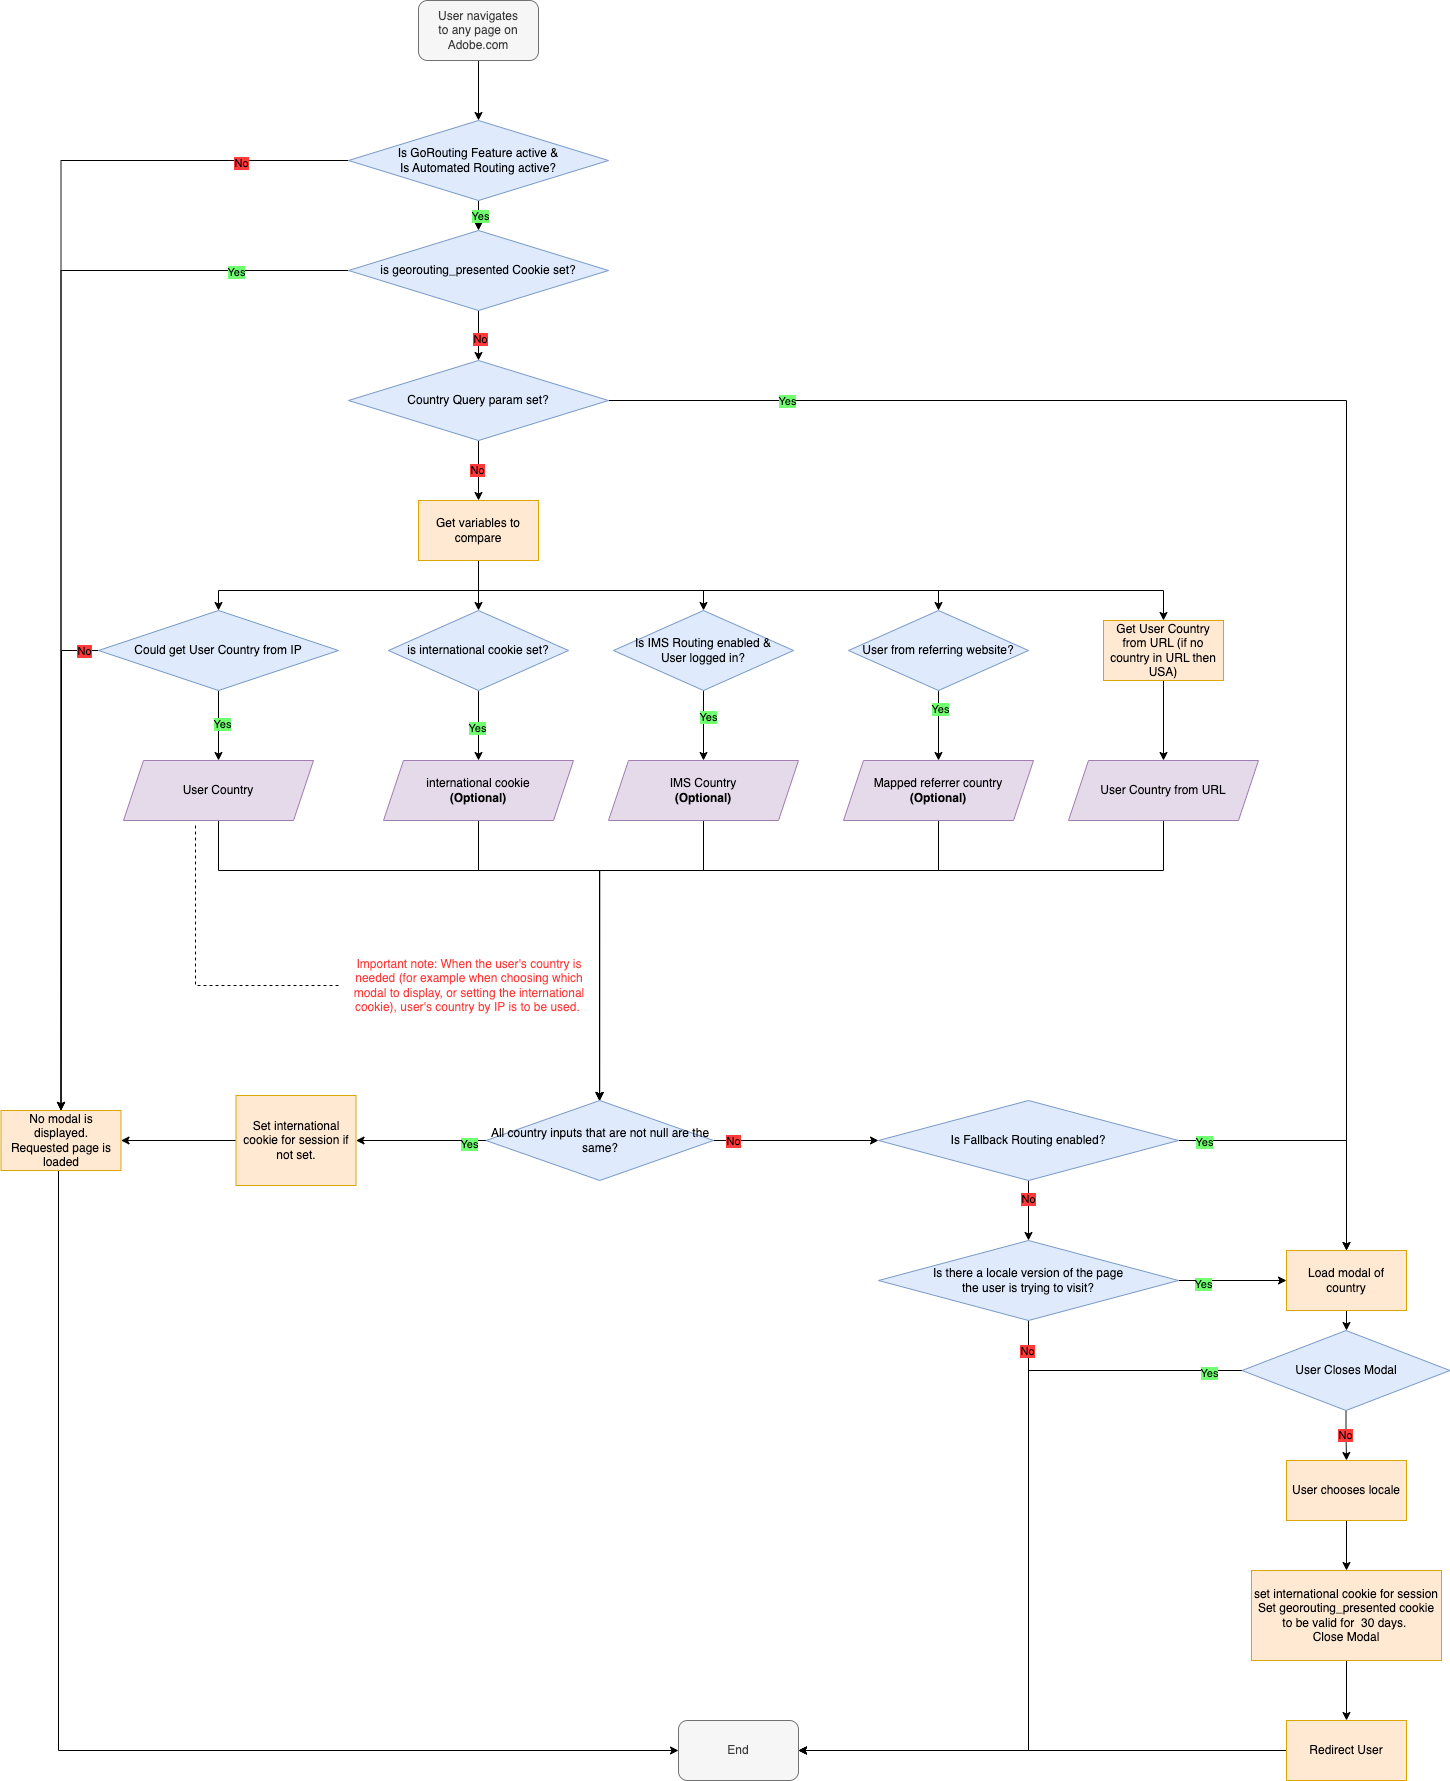 User navigates
to any page on
Adobe.com
Is GoRouting Feature active &
Is Automated Routing active?
No
Yes
is georouting_presented Cookie set?
Yes
No
Country Query param set?
Yes
No
Get variables to
compare
Could get User Country from IP
No
Yes
is international cookie set?
Yes
Is IMS Routing enabled &
User logged in?
Yes
User from referring website?
Yes
Get User Country
from URL (if no
country in URL then
USA)
User Country
international cookie
(Optional)
IMS Country
(Optional)
Mapped referrer country
(Optional)
User Country from URL
Important note: When the user's country is
needed (for example when choosing which
modal to display, or setting the international
cookie), user's country by IP is to be used.
No modal is
displayed.
Requested page is
loaded
Set international
cookie for session if
not set.
Yes
All country inputs that are not null are the
same?
No
Is Fallback Routing enabled?
Yes
No
Is there a locale version of the page
the user is trying to visit?
Yes
No
Load modal of
country
User Closes Modal
Yes
No
User chooses locale
set international cookie for session
Set georouting_presented cookie
to be valid for 30 days.
Close Modal
Redirect User
End